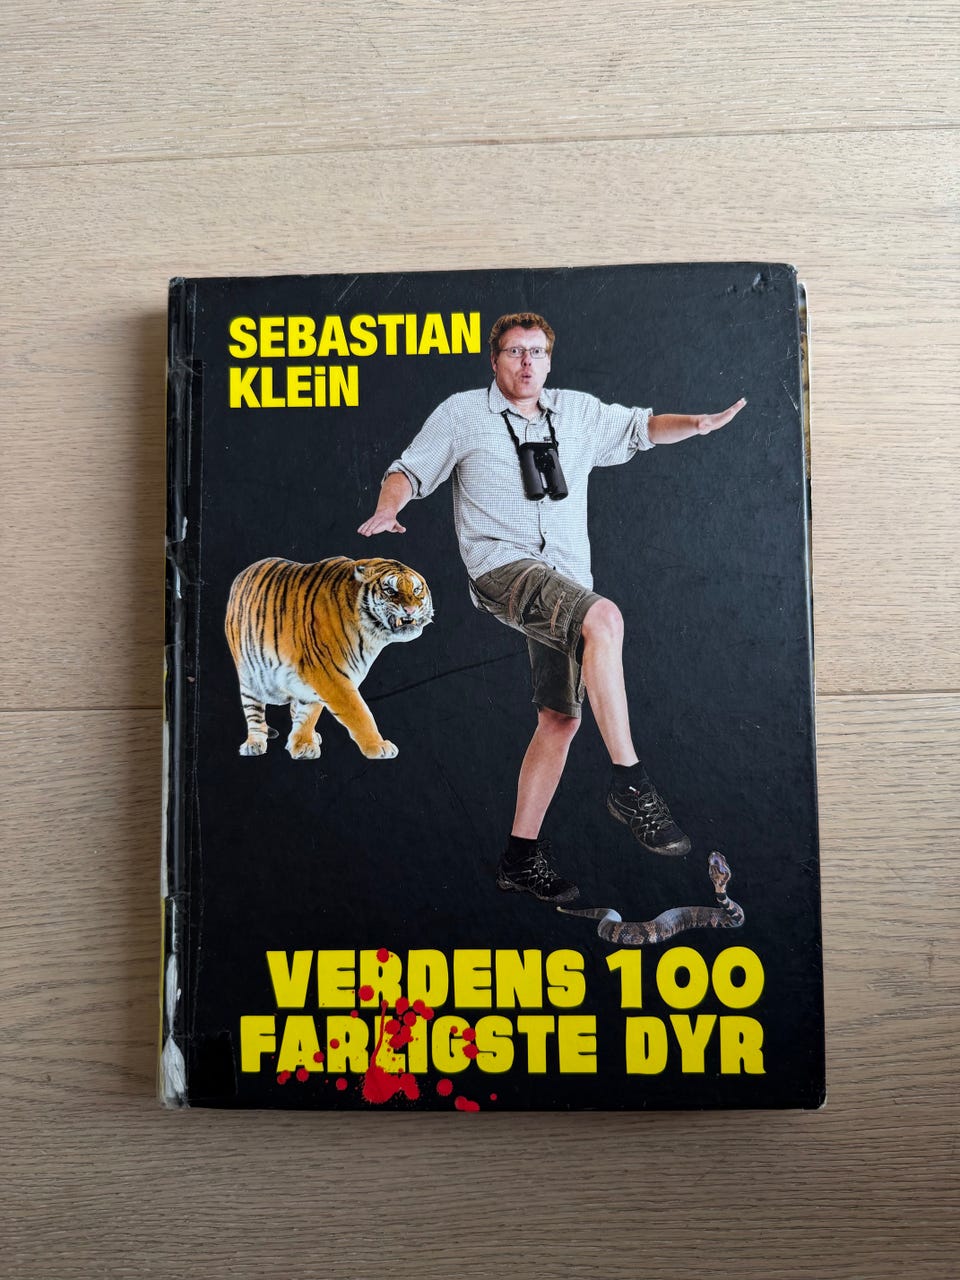 SEBASTIAN
KLEiN
VERDENS 100
FARLIGSTE DYR